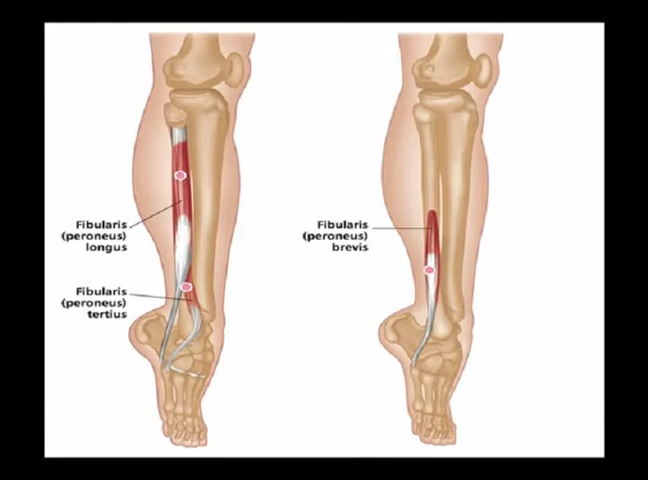 Fibularis
(peroneus)
longus
Fibularis
(peroneus)
tertius
Fibularis
(peroneus)
brevis